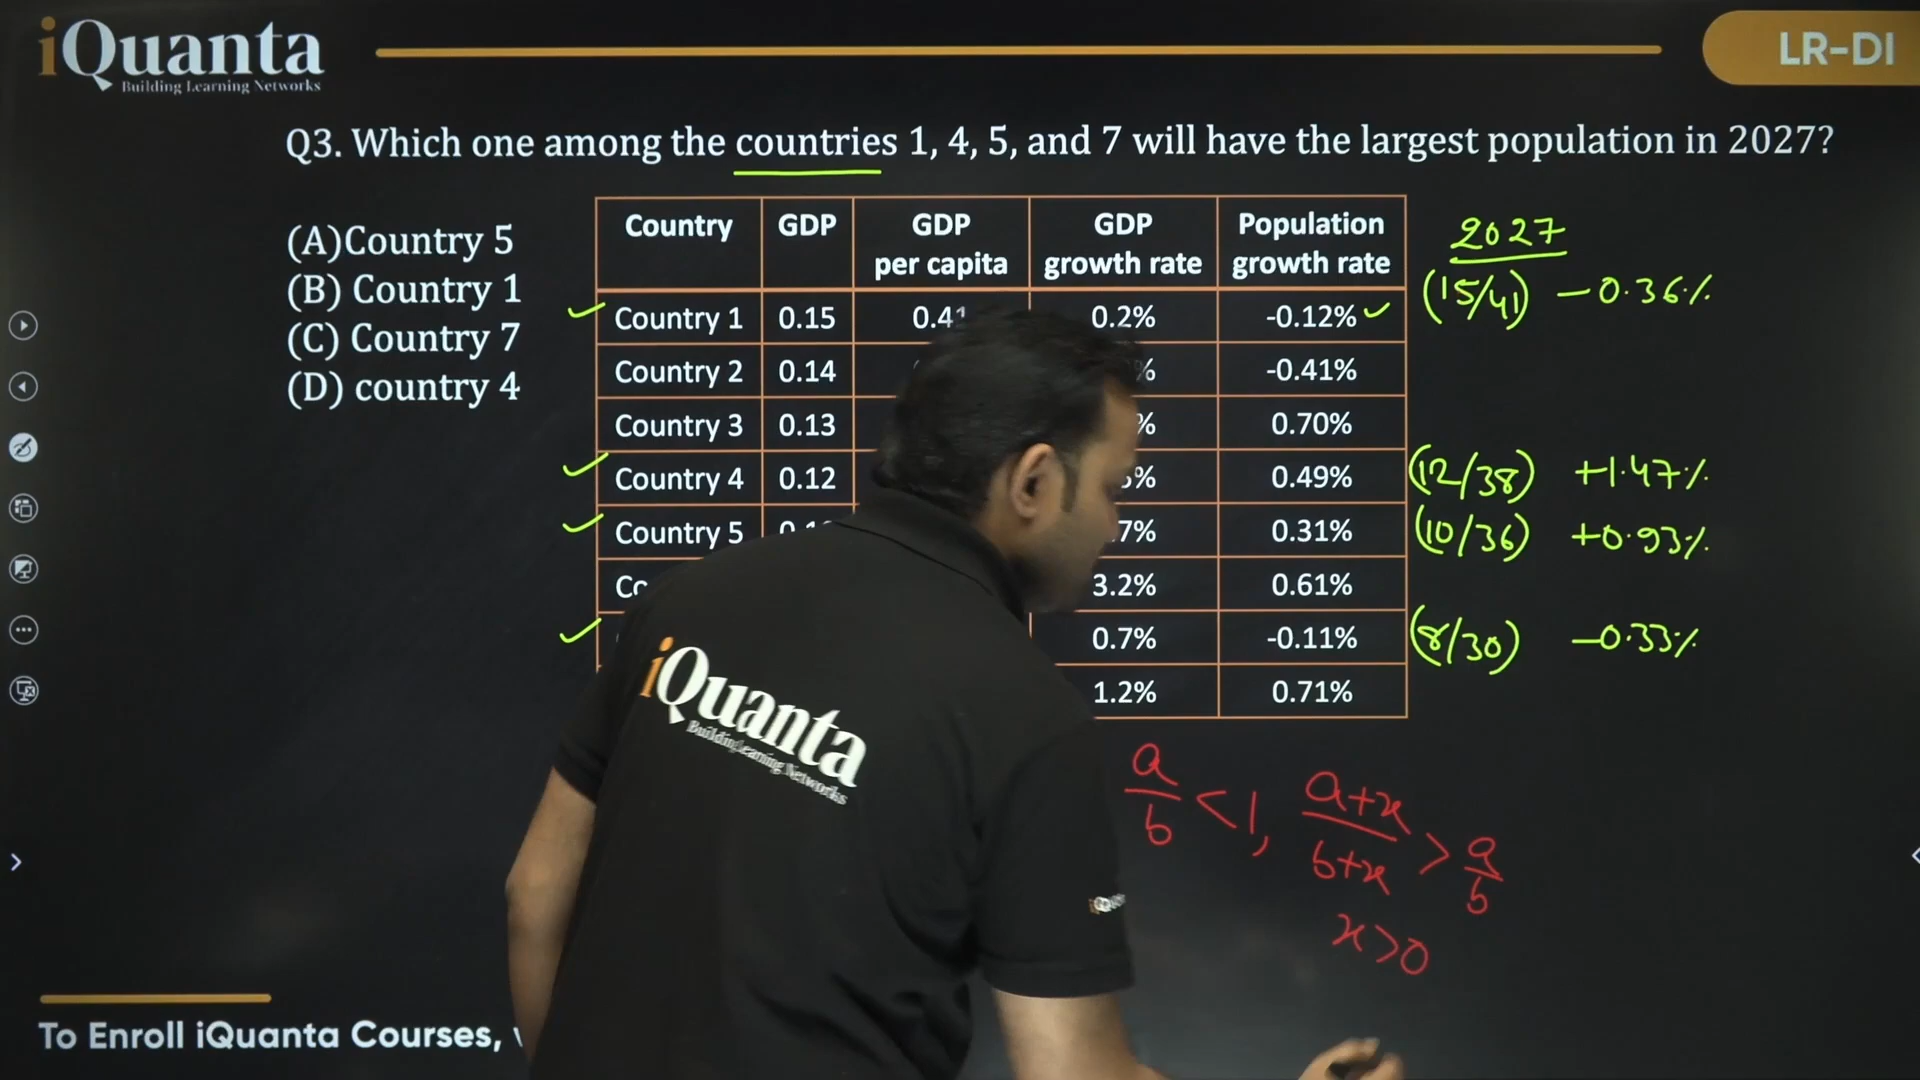 iQuanta
Building Learning Networks
LR-DI
Q3. Which one among the countries 1, 4, 5, and 7 will have the largest population in 2027?
(A)Country 5
(B) Country 1
(C) Country 7
(D) country 4
Country GDP GDP per capita GDP growth rate Population growth rate
Country 1 0.15 0.41 0.2% -0.12%
Country 2 0.14 % -0.41%
Country 3 0.13 % 0.70%
Country 4 0.12 % 0.49%
Country 5 7% 0.31%
3.2% 0.61%
0.7% -0.11%
1.2% 0.71%
2027
(15/41) -0.36%
(12/38) +1.47%
(10/36) +0.93%
(8/30) -0.33%
a/b < 1, a+x/b+x > a/b
x>0
iQuanta
Building Learning Networks
To Enroll iQuanta Courses,